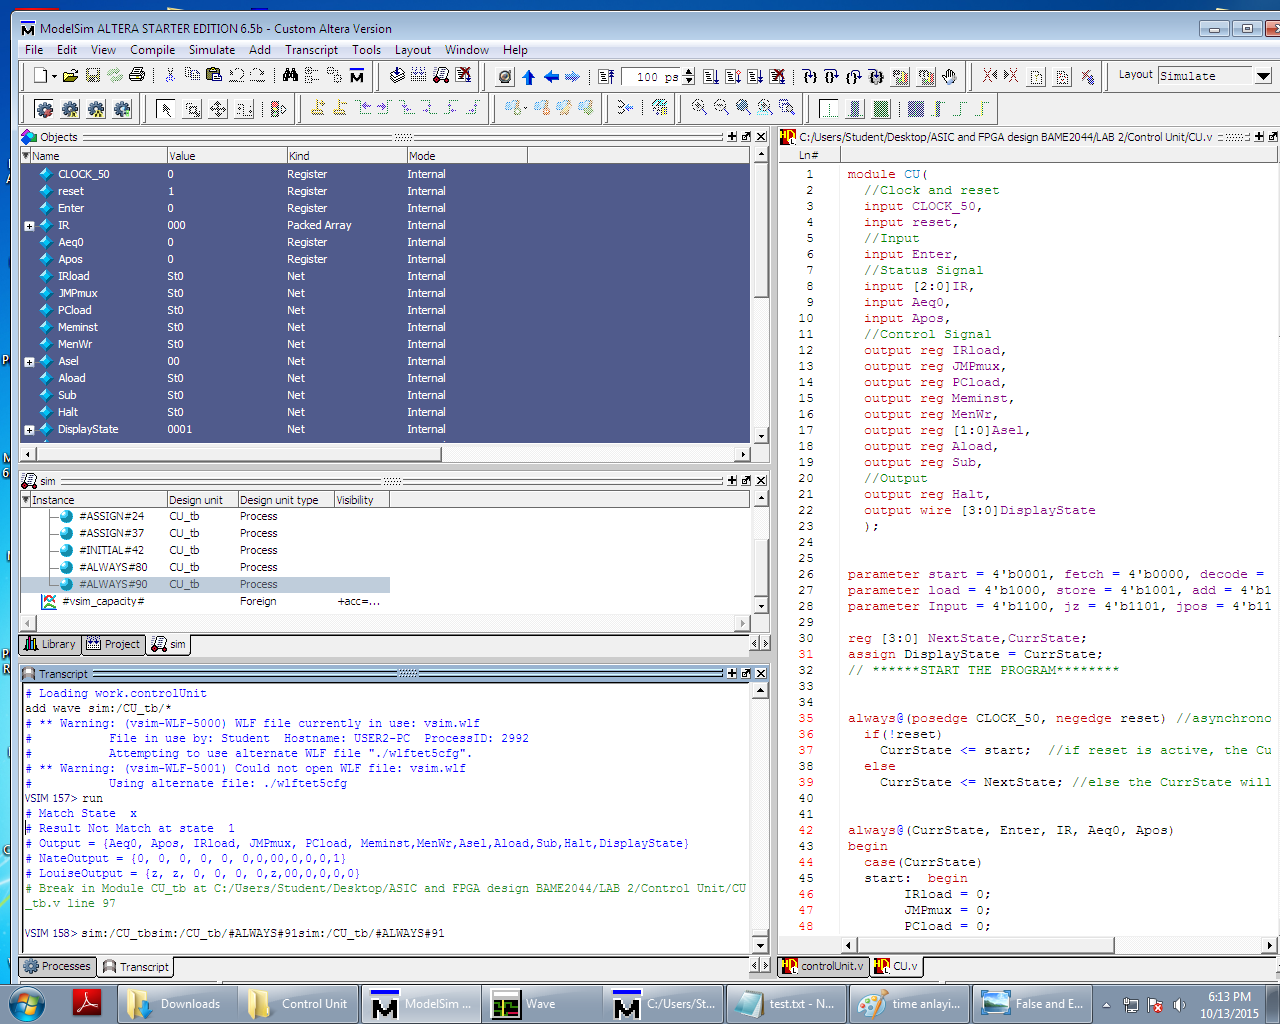 ModelSim ALTERA STARTER EDITION 6.5b - Custom Altera Version
File Edit View Compile Simulate Add Transcript Tools Layout Window Help
100 ps
Layout Simulate
Objects
Name Value Kind Mode
CLOCK_50 0 Register Internal
reset 1 Register Internal
Enter 0 Register Internal
IR 000 Packed Array Internal
Aeq0 0 Register Internal
Apos 0 Register Internal
IRload St0 Net Internal
JMPmux St0 Net Internal
PCload St0 Net Internal
Meminst St0 Net Internal
MenWr St0 Net Internal
Asel 00 Net Internal
Aload St0 Net Internal
Sub St0 Net Internal
Halt St0 Net Internal
DisplayState 0001 Net Internal
sim
Instance Design unit Design unit type Visibility
#ASSIGN#24 CU_tb Process
#ASSIGN#37 CU_tb Process
#INITIAL#42 CU_tb Process
#ALWAYS#80 CU_tb Process
#ALWAYS#90 CU_tb Process
#vsim_capacity# Foreign +acc=...
Library Project sim
Transcript
# Loading work.controlUnit
add wave sim:/CU_tb/*
# ** Warning: (vsim-WLF-5000) WLF file currently in use: vsim.wlf
# File in use by: Student Hostname: USER2-PC ProcessID: 2992
# Attempting to use alternate WLF file "./wlftet5cfg".
# ** Warning: (vsim-WLF-5001) Could not open WLF file: vsim.wlf
# Using alternate file: ./wlftet5cfg
VSIM 157> run
# Match State x
# Result Not Match at state 1
# Output = {Aeq0, Apos, IRload, JMPmux, PCload, Meminst,MenWr,Asel,Aload,Sub,Halt,DisplayState}
# NateOutput = {0, 0, 0, 0, 0, 0,0,00,0,0,0,1}
# LouiseOutput = {z, z, 0, 0, 0, 0,z,00,0,0,0,0}
# Break in Module CU_tb at C:/Users/Student/Desktop/ASIC and FPGA design BAME2044/LAB 2/Control Unit/CU
_tb.v line 97
VSIM 158> sim:/CU_tbsim:/CU_tb/#ALWAYS#91sim:/CU_tb/#ALWAYS#91
Processes Transcript
C:/Users/Student/Desktop/ASIC and FPGA design BAME2044/LAB 2/Control Unit/CU.v
Ln#
1 module CU(
2 //Clock and reset
3 input CLOCK_50,
4 input reset,
5 //Input
6 input Enter,
7 //Status Signal
8 input [2:0]IR,
9 input Aeq0,
10 input Apos,
11 //Control Signal
12 output reg IRload,
13 output reg JMPmux,
14 output reg PCload,
15 output reg Meminst,
16 output reg MenWr,
17 output reg [1:0]Asel,
18 output reg Aload,
19 output reg Sub,
20 //Output
21 output reg Halt,
22 output wire [3:0]DisplayState
23 );
24
25
26 parameter start = 4'b0001, fetch = 4'b0000, decode =
27 parameter load = 4'b1000, store = 4'b1001, add = 4'b1
28 parameter Input = 4'b1100, jz = 4'b1101, jpos = 4'b11
29
30 reg [3:0] NextState,CurrState;
31 assign DisplayState = CurrState;
32 // ******START THE PROGRAM********
33
34
35 always@(posedge CLOCK_50, negedge reset) //asynchrono
36 if(!reset)
37 CurrState <= start; //if reset is active, the Cu
38 else
39 CurrState <= NextState; //else the CurrState will
40
41
42 always@(CurrState, Enter, IR, Aeq0, Apos)
43 begin
44 case(CurrState)
45 start: begin
46 IRload = 0;
47 JMPmux = 0;
48 PCload = 0;
controlUnit.v CU.v
Downloads Control Unit ModelSim ... Wave C:/Users/St... test.txt - N... time anlayi... False and E...
6:13 PM
10/13/2015